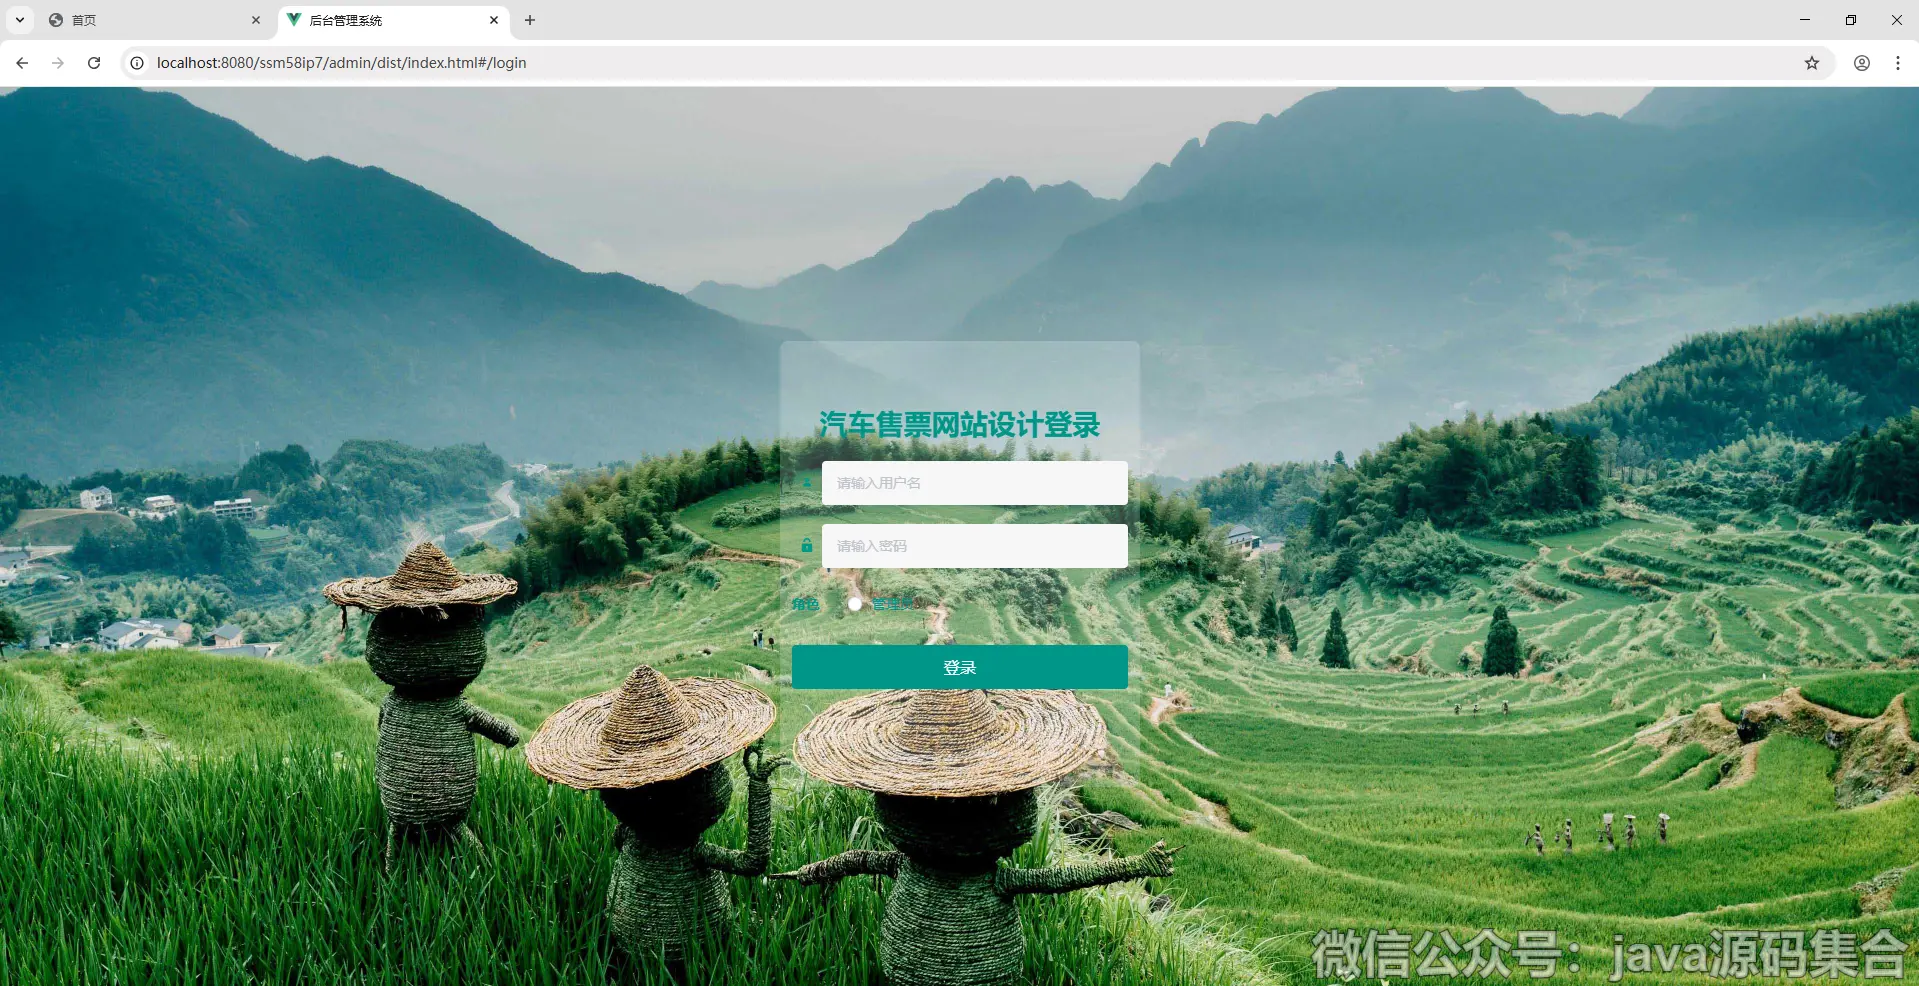 首页
后台管理系统
localhost:8080/ssm58ip7/admin/dist/index.html#/login
汽车售票网站设计登录
请输入用户名
请输入密码
角色
管理员
登录
微信公众号：java源码集合